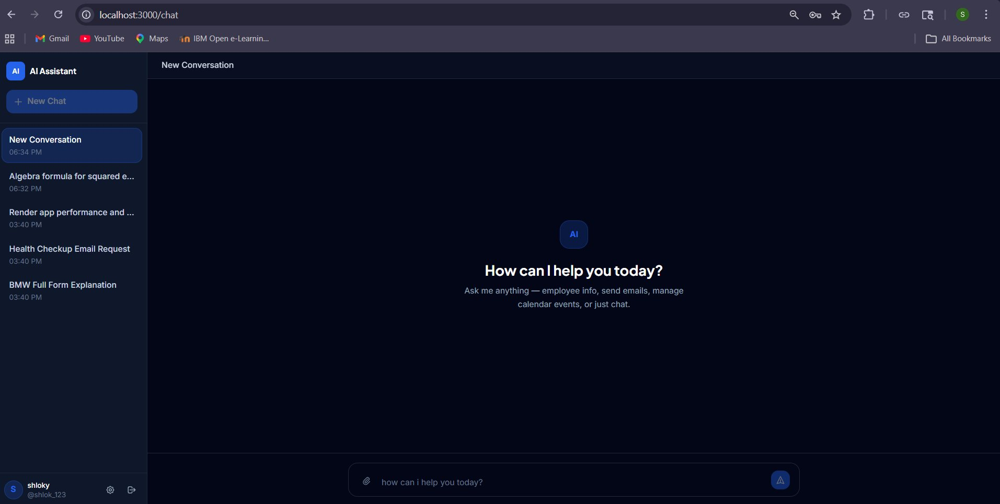 localhost:3000/chat
S
Gmail
YouTube
Maps
IBM Open e-Learnin...
All Bookmarks
AI
AI Assistant
New Chat
New Conversation
06:34 PM
Algebra formula for squared e...
06:32 PM
Render app performance and ...
03:40 PM
Health Checkup Email Request
03:40 PM
BMW Full Form Explanation
03:40 PM
S
shloky
@shlok_123
New Conversation
AI
How can I help you today?
Ask me anything — employee info, send emails, manage
calendar events, or just chat.
how can i help you today?